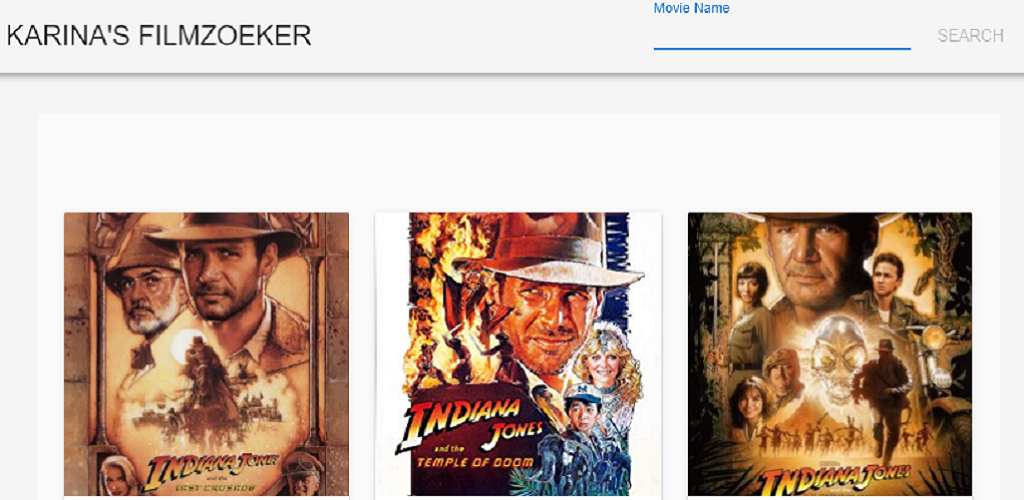 Movie Name
KARINA'S FILMZOEKER
SEARCH
INDIANA JONES
and the
LAST CRUSADE
INDIANA
JONES
and the
TEMPLE OF DOOM
INDIANA JONES